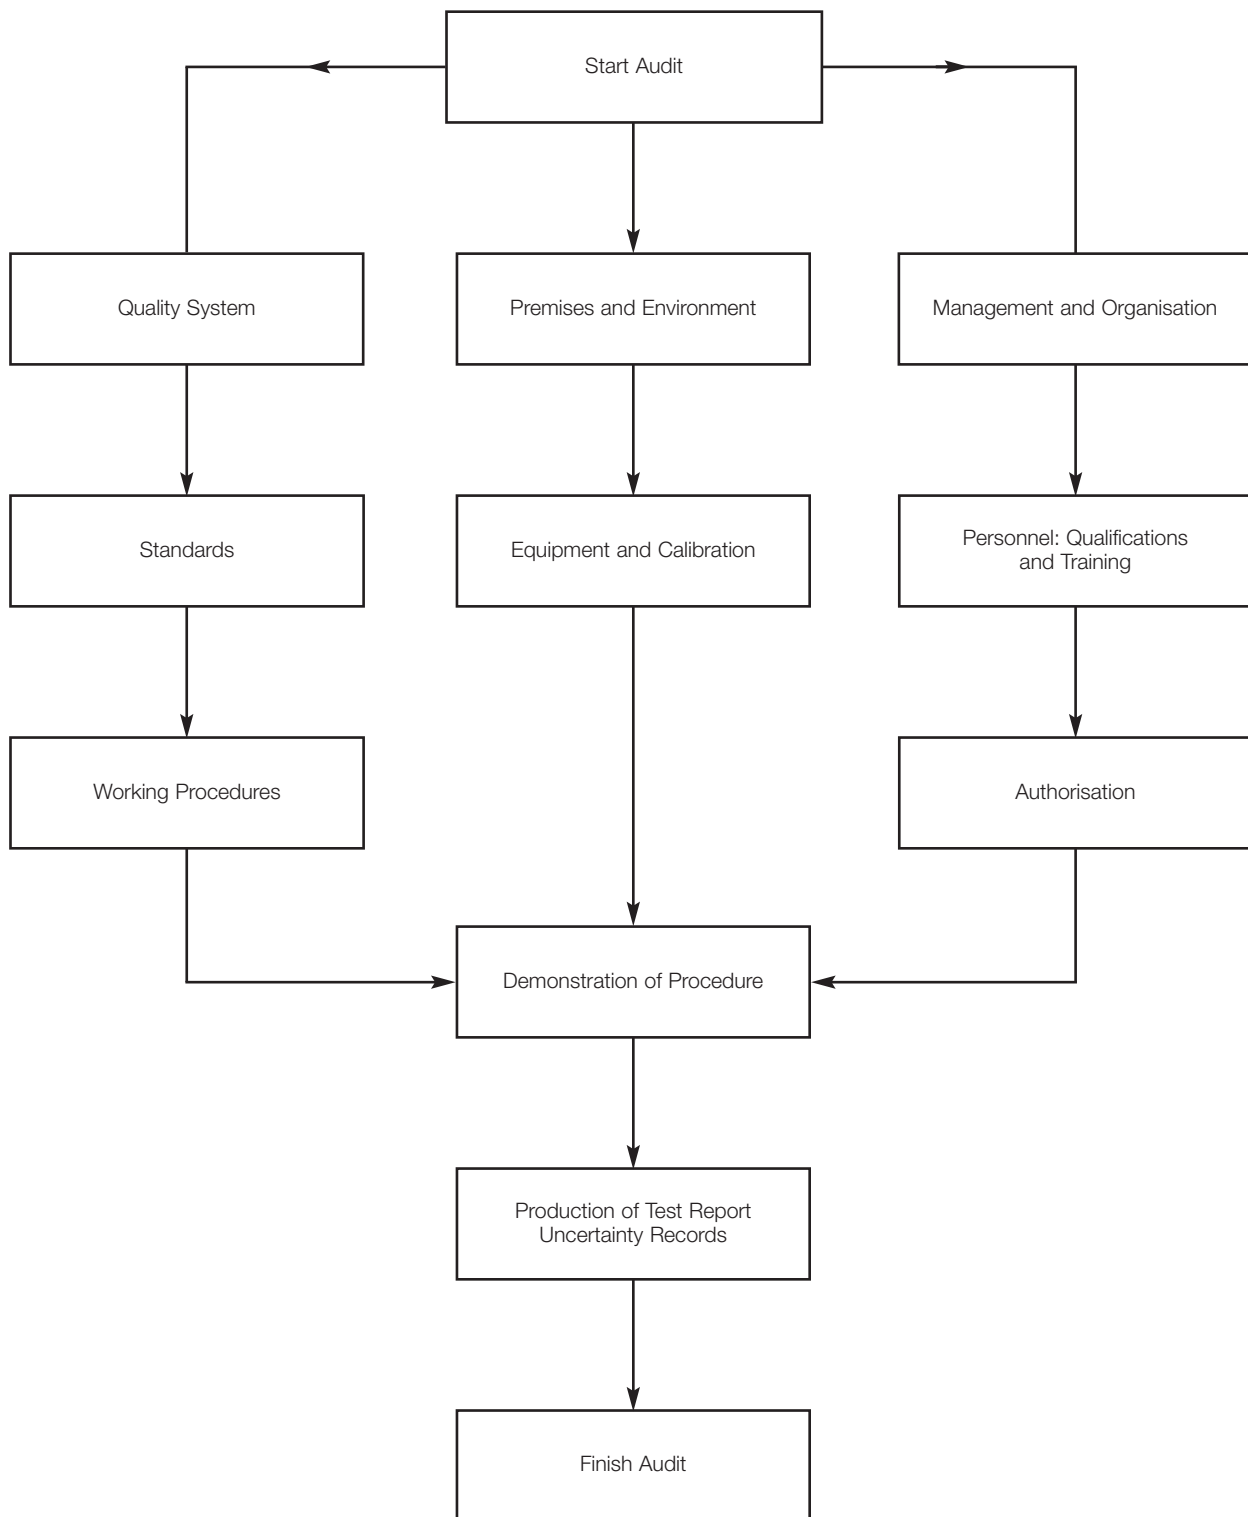 Start Audit
Quality System
Premises and Environment
Management and Organisation
Standards
Equipment and Calibration
Personnel: Qualifications
and Training
Working Procedures
Authorisation
Demonstration of Procedure
Production of Test Report
Uncertainty Records
Finish Audit